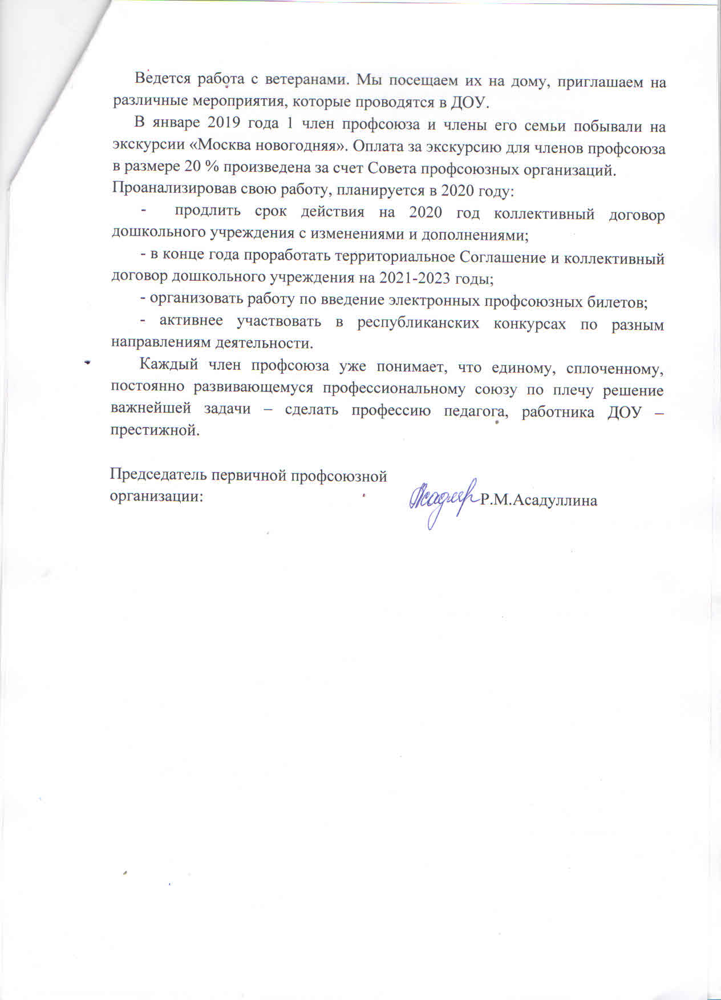 Ведется работа с ветеранами. Мы посещаем их на дому, приглашаем на
различные мероприятия, которые проводятся в ДОУ.
В январе 2019 года 1 член профсоюза и члены его семьи побывали на
экскурсии «Москва новогодняя». Оплата за экскурсию для членов профсоюза
в размере 20 % произведена за счет Совета профсоюзных организаций.
Проанализировав свою работу, планируется в 2020 году:
- продлить срок действия на 2020 год коллективный договор
дошкольного учреждения с изменениями и дополнениями;
- в конце года проработать территориальное Соглашение и коллективный
договор дошкольного учреждения на 2021-2023 годы;
- организовать работу по введение электронных профсоюзных билетов;
- активнее участвовать в республиканских конкурсах по разным
направлениям деятельности.
Каждый член профсоюза уже понимает, что единому, сплоченному,
постоянно развивающемуся профессиональному союзу по плечу решение
важнейшей задачи – сделать профессию педагога, работника ДОУ –
престижной.
Председатель первичной профсоюзной
организации: Р.М.Асадуллина